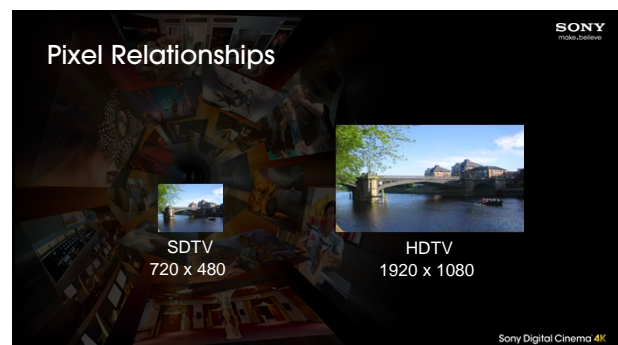 SONY
make.believe
Pixel Relationships
SDTV
720 x 480
HDTV
1920 x 1080
Sony Digital Cinema 4K